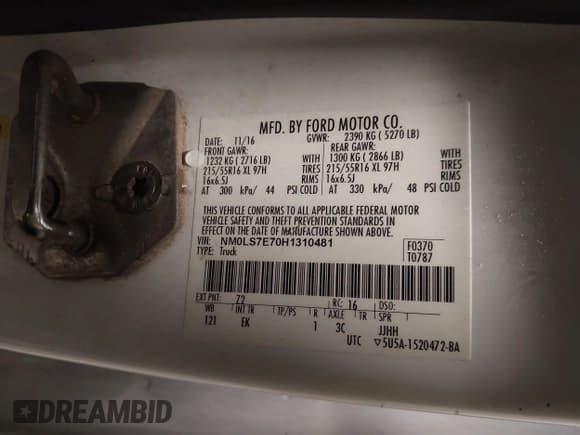 MFD. BY FORD MOTOR CO.
DATE: 11/16 GVWR: 2390 KG ( 5270 LB)
FRONT GAWR: REAR GAWR:
1232 KG ( 2716 LB) WITH 1300 KG ( 2866 LB) WITH
215/55R16 XL 97H TIRES 215/55R16 XL 97H TIRES
16x6.5J RIMS 16x6.5J RIMS
AT 300 kPa/ 44 PSI COLD AT 330 kPa/ 48 PSI COLD
THIS VEHICLE CONFORMS TO ALL APPLICABLE FEDERAL MOTOR
VEHICLE SAFETY AND THEFT PREVENTION STANDARDS IN
EFFECT ON THE DATE OF MANUFACTURE SHOWN ABOVE.
VIN: NM0LS7E70H1310481 F0370
TYPE: Truck T0787
EXT PNT: 72 RC: 16 DSO:
WB INT TR TP/PS R AXLE TR SPR
121 EK 1 3C JJHH
UTC ▽5U5A-1520472-BA
DREAMBID